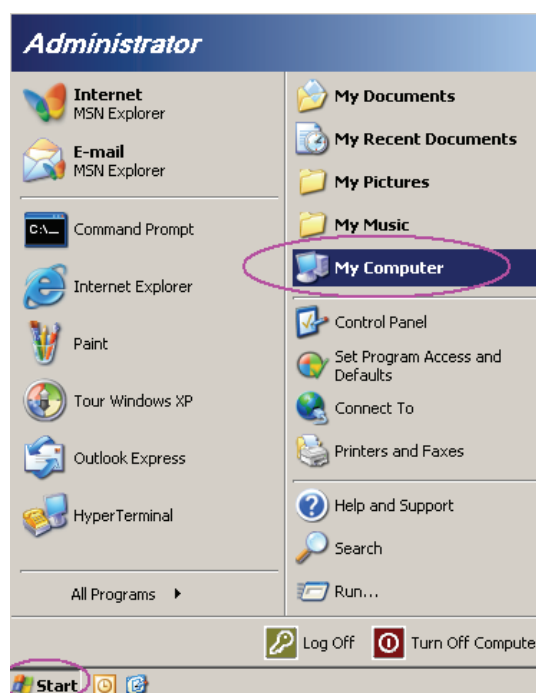 Administrator
Internet
MSN Explorer
E-mail
MSN Explorer
C:\_
Command Prompt
Internet Explorer
Paint
Tour Windows XP
Outlook Express
HyperTerminal
All Programs
My Documents
My Recent Documents
My Pictures
My Music
My Computer
Control Panel
Set Program Access and
Defaults
Connect To
Printers and Faxes
Help and Support
Search
Run...
Log Off
Turn Off Compute
Start